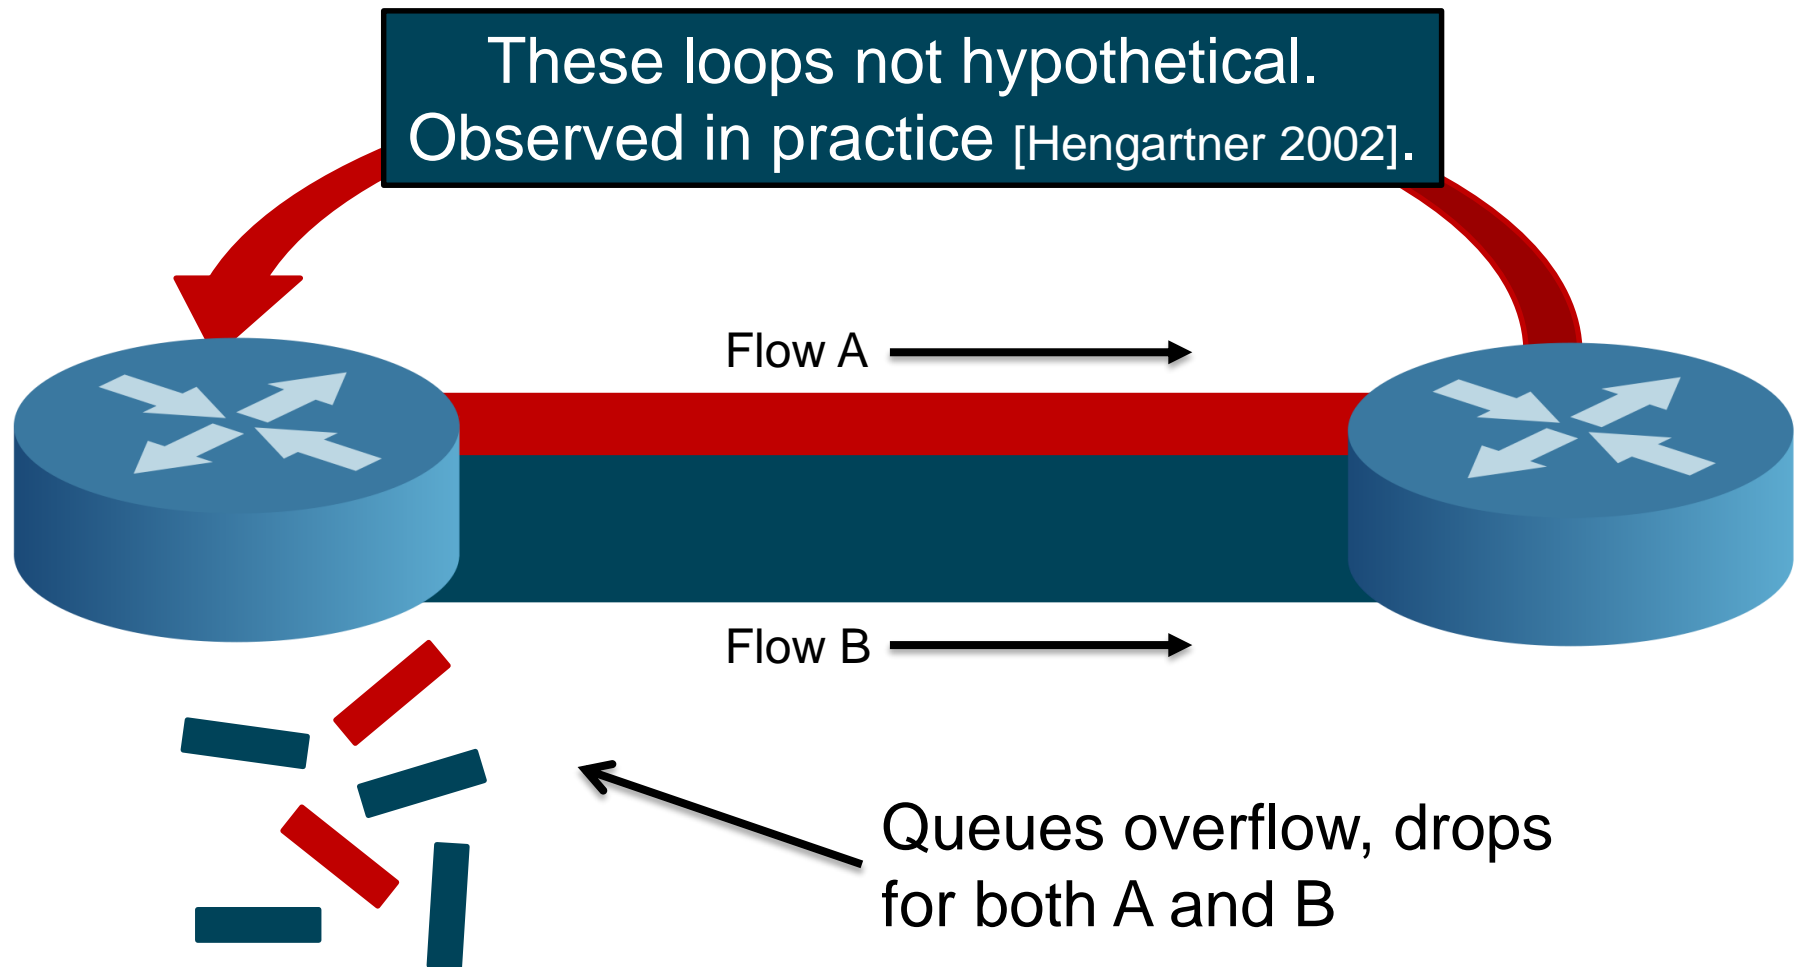 These loops not hypothetical.
Observed in practice [Hengartner 2002].
Flow A
Flow B
Queues overflow, drops
for both A and B